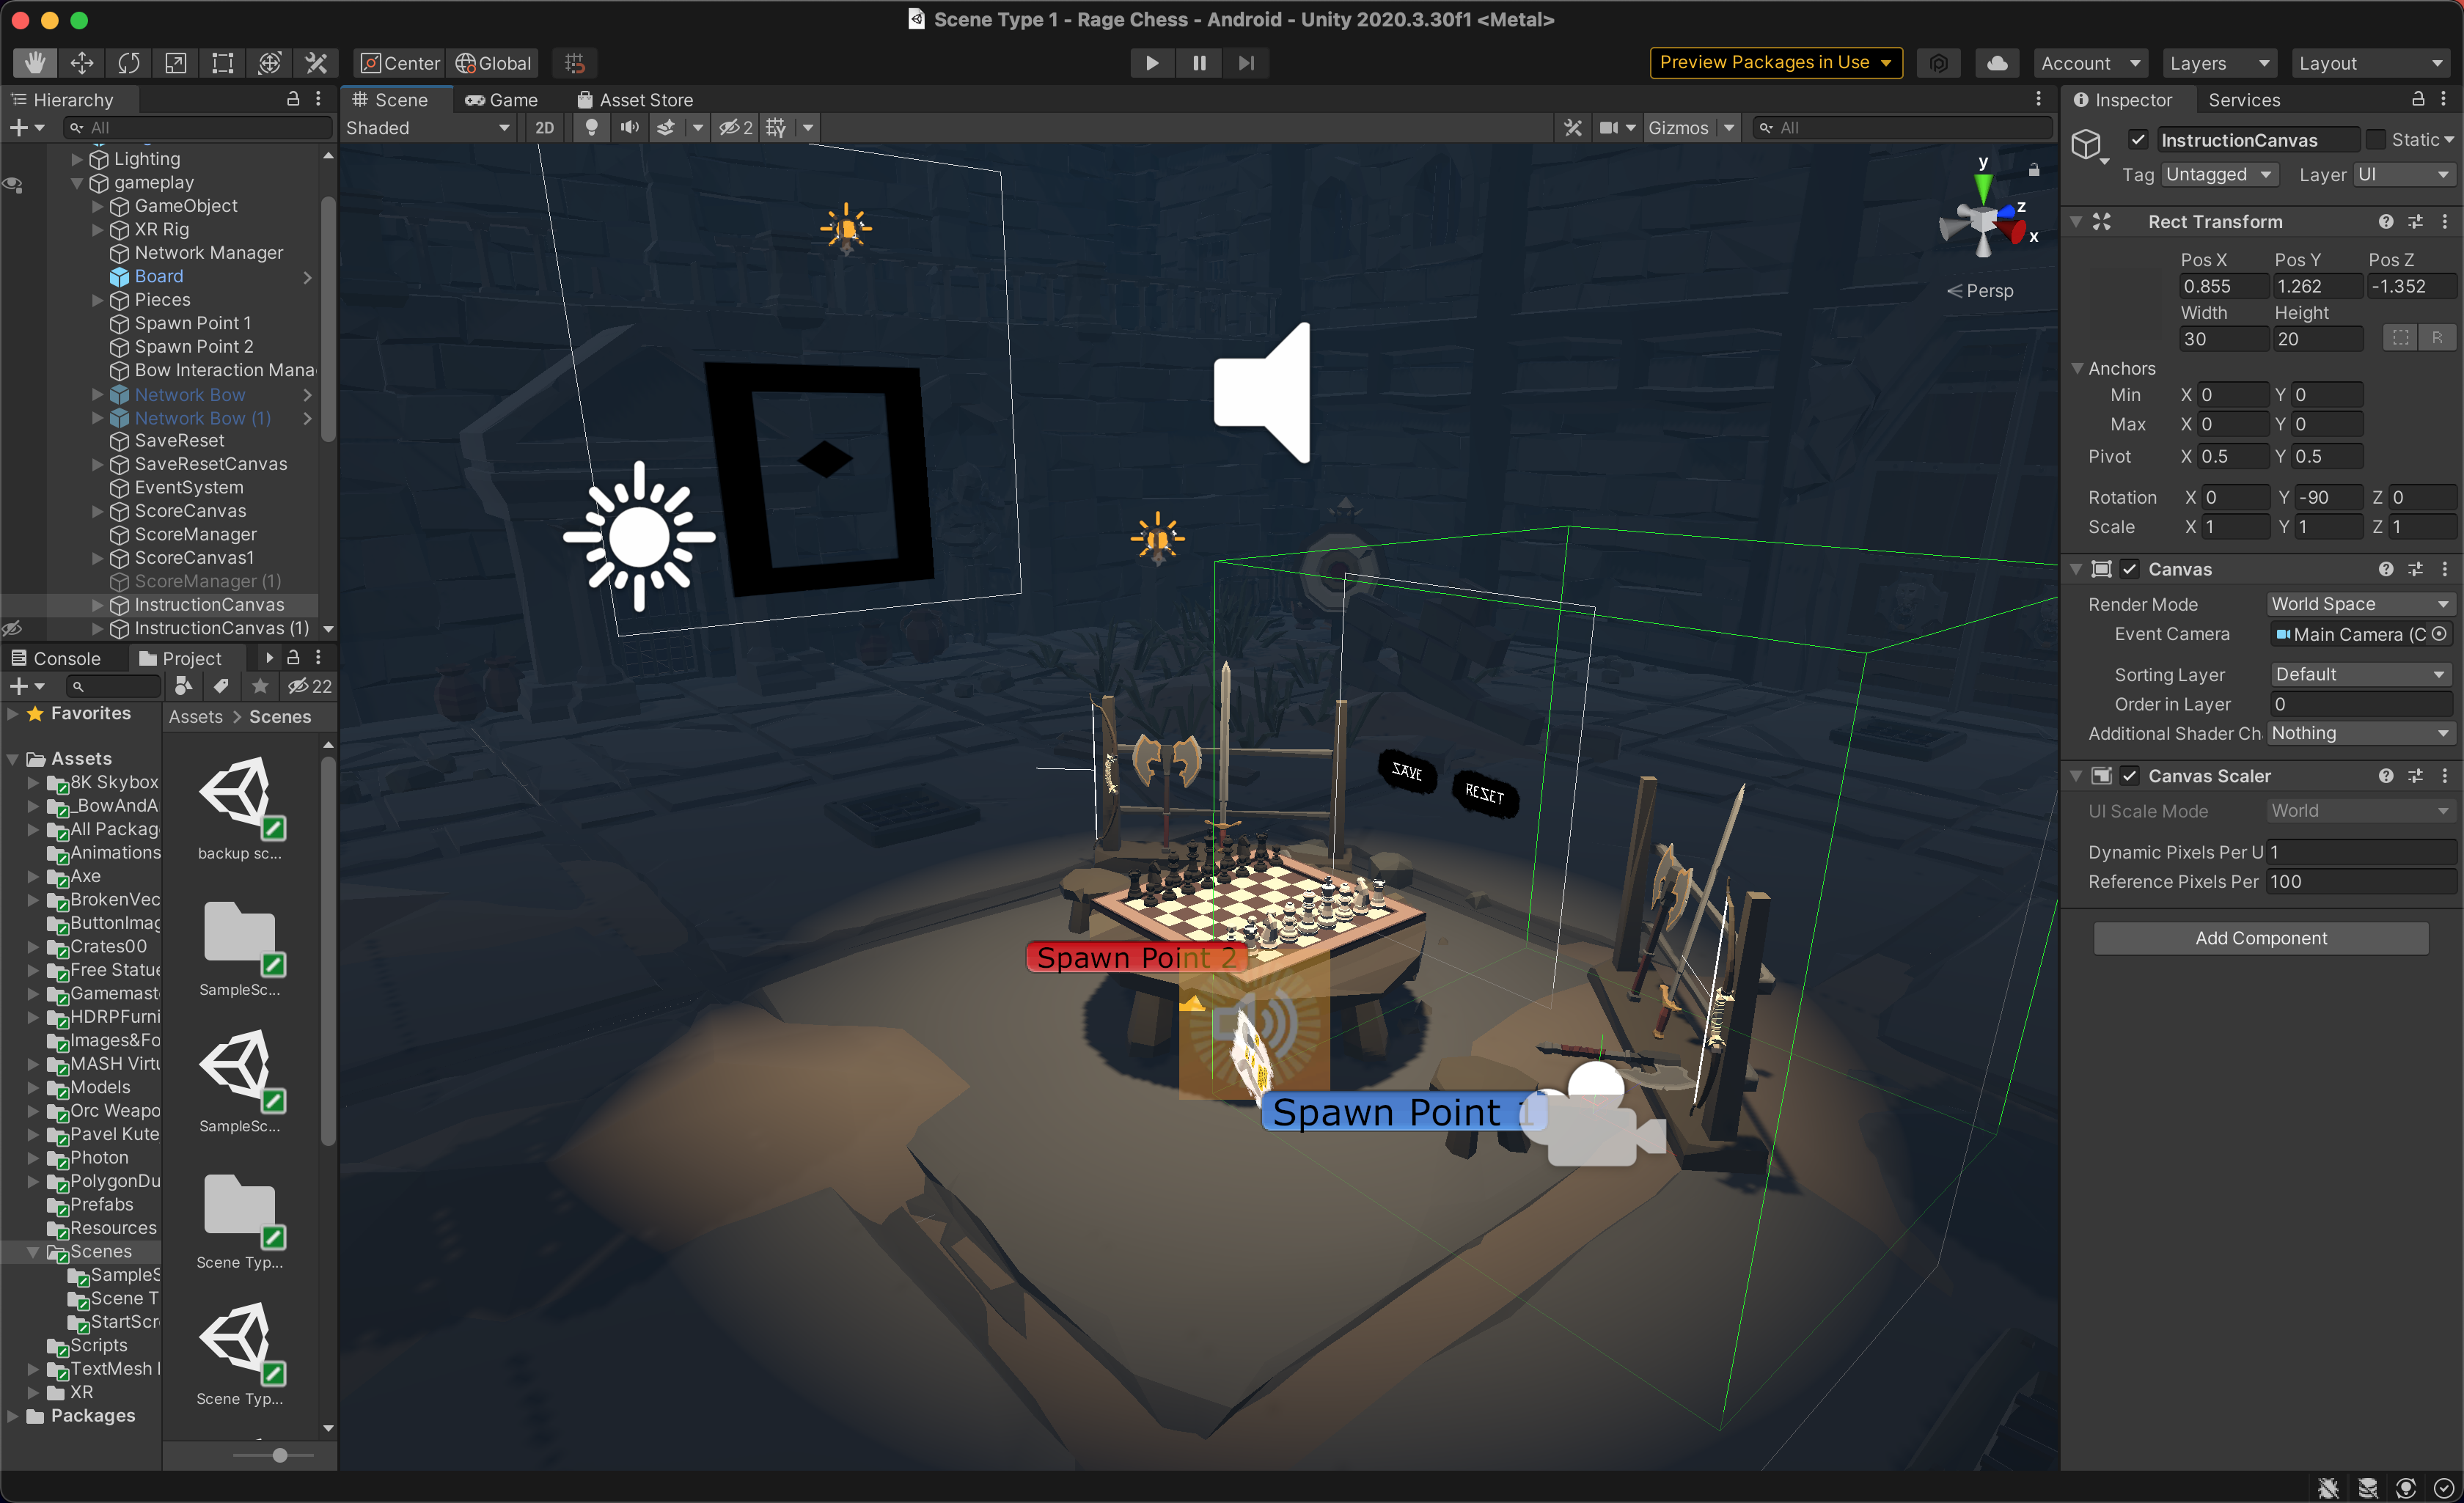 Scene Type 1 - Rage Chess - Android - Unity 2020.3.30f1 <Metal>
Center
Global
Preview Packages in Use
Account
Layers
Layout
Hierarchy
All
Lighting
gameplay
GameObject
XR Rig
Network Manager
Board
Pieces
Spawn Point 1
Spawn Point 2
Bow Interaction Mana
Network Bow
Network Bow (1)
SaveReset
SaveResetCanvas
EventSystem
ScoreCanvas
ScoreManager
ScoreCanvas1
ScoreManager (1)
InstructionCanvas
InstructionCanvas (1)
Console
Project
22
Favorites
Assets
8K Skybox
_BowAndA
All Packag
Animations
Axe
BrokenVec
ButtonImag
Crates00
Free Statue
Gamemast
HDRPFurni
Images&Fo
MASH Virtu
Models
Orc Weapo
Pavel Kute
Photon
PolygonDu
Prefabs
Resources
Scenes
SampleS
Scene T
StartScr
Scripts
TextMesh
XR
Packages
Assets > Scenes
backup sc...
SampleSc...
SampleSc...
Scene Typ...
Scene Typ...
Scene
Game
Asset Store
Shaded
2D
2
Gizmos
All
y
z
x
Persp
SAVE
RESET
Spawn Point 2
Spawn Point 1
Inspector
Services
InstructionCanvas
Static
Tag Untagged
Layer UI
Rect Transform
Pos X Pos Y Pos Z
0.855 1.262 -1.352
Width Height
30 20
R
Anchors
Min X 0 Y 0
Max X 0 Y 0
Pivot X 0.5 Y 0.5
Rotation X 0 Y -90 Z 0
Scale X 1 Y 1 Z 1
Canvas
Render Mode World Space
Event Camera Main Camera (C
Sorting Layer Default
Order in Layer 0
Additional Shader Ch Nothing
Canvas Scaler
UI Scale Mode World
Dynamic Pixels Per U 1
Reference Pixels Per 100
Add Component